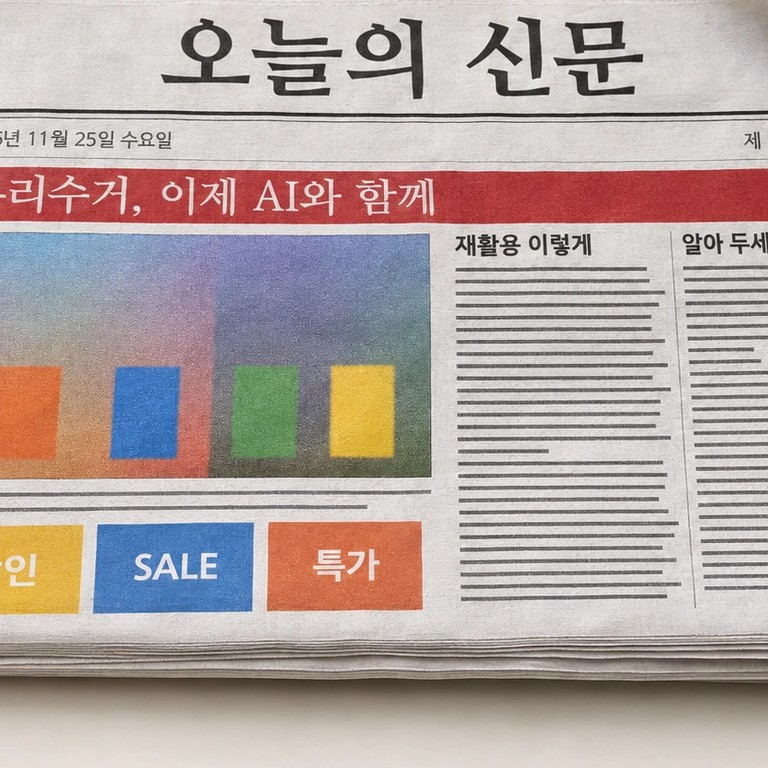 오늘의 신문
년 11월 25일 수요일
제
리수거, 이제 AI와 함께
재활용 이렇게
알아 두세
인
SALE
특가